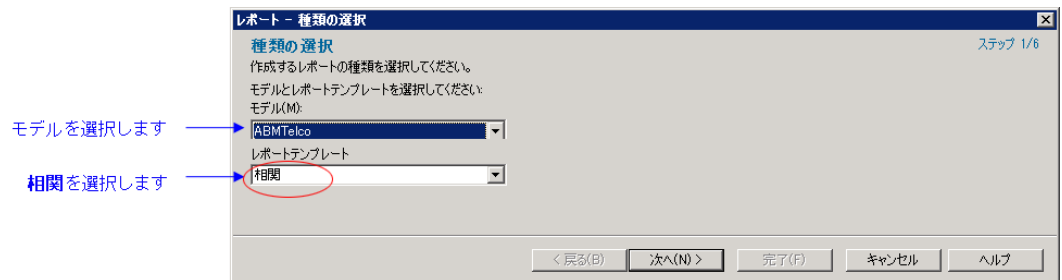 レポート - 種類の選択
種類の選択
ステップ 1/6
作成するレポートの種類を選択してください。
モデルとレポートテンプレートを選択してください:
モデル(M):
モデルを選択します
ABMTelco
レポートテンプレート
相関を選択します
相関
< 戻る(B)
次へ(N) >
完了(F)
キャンセル
ヘルプ